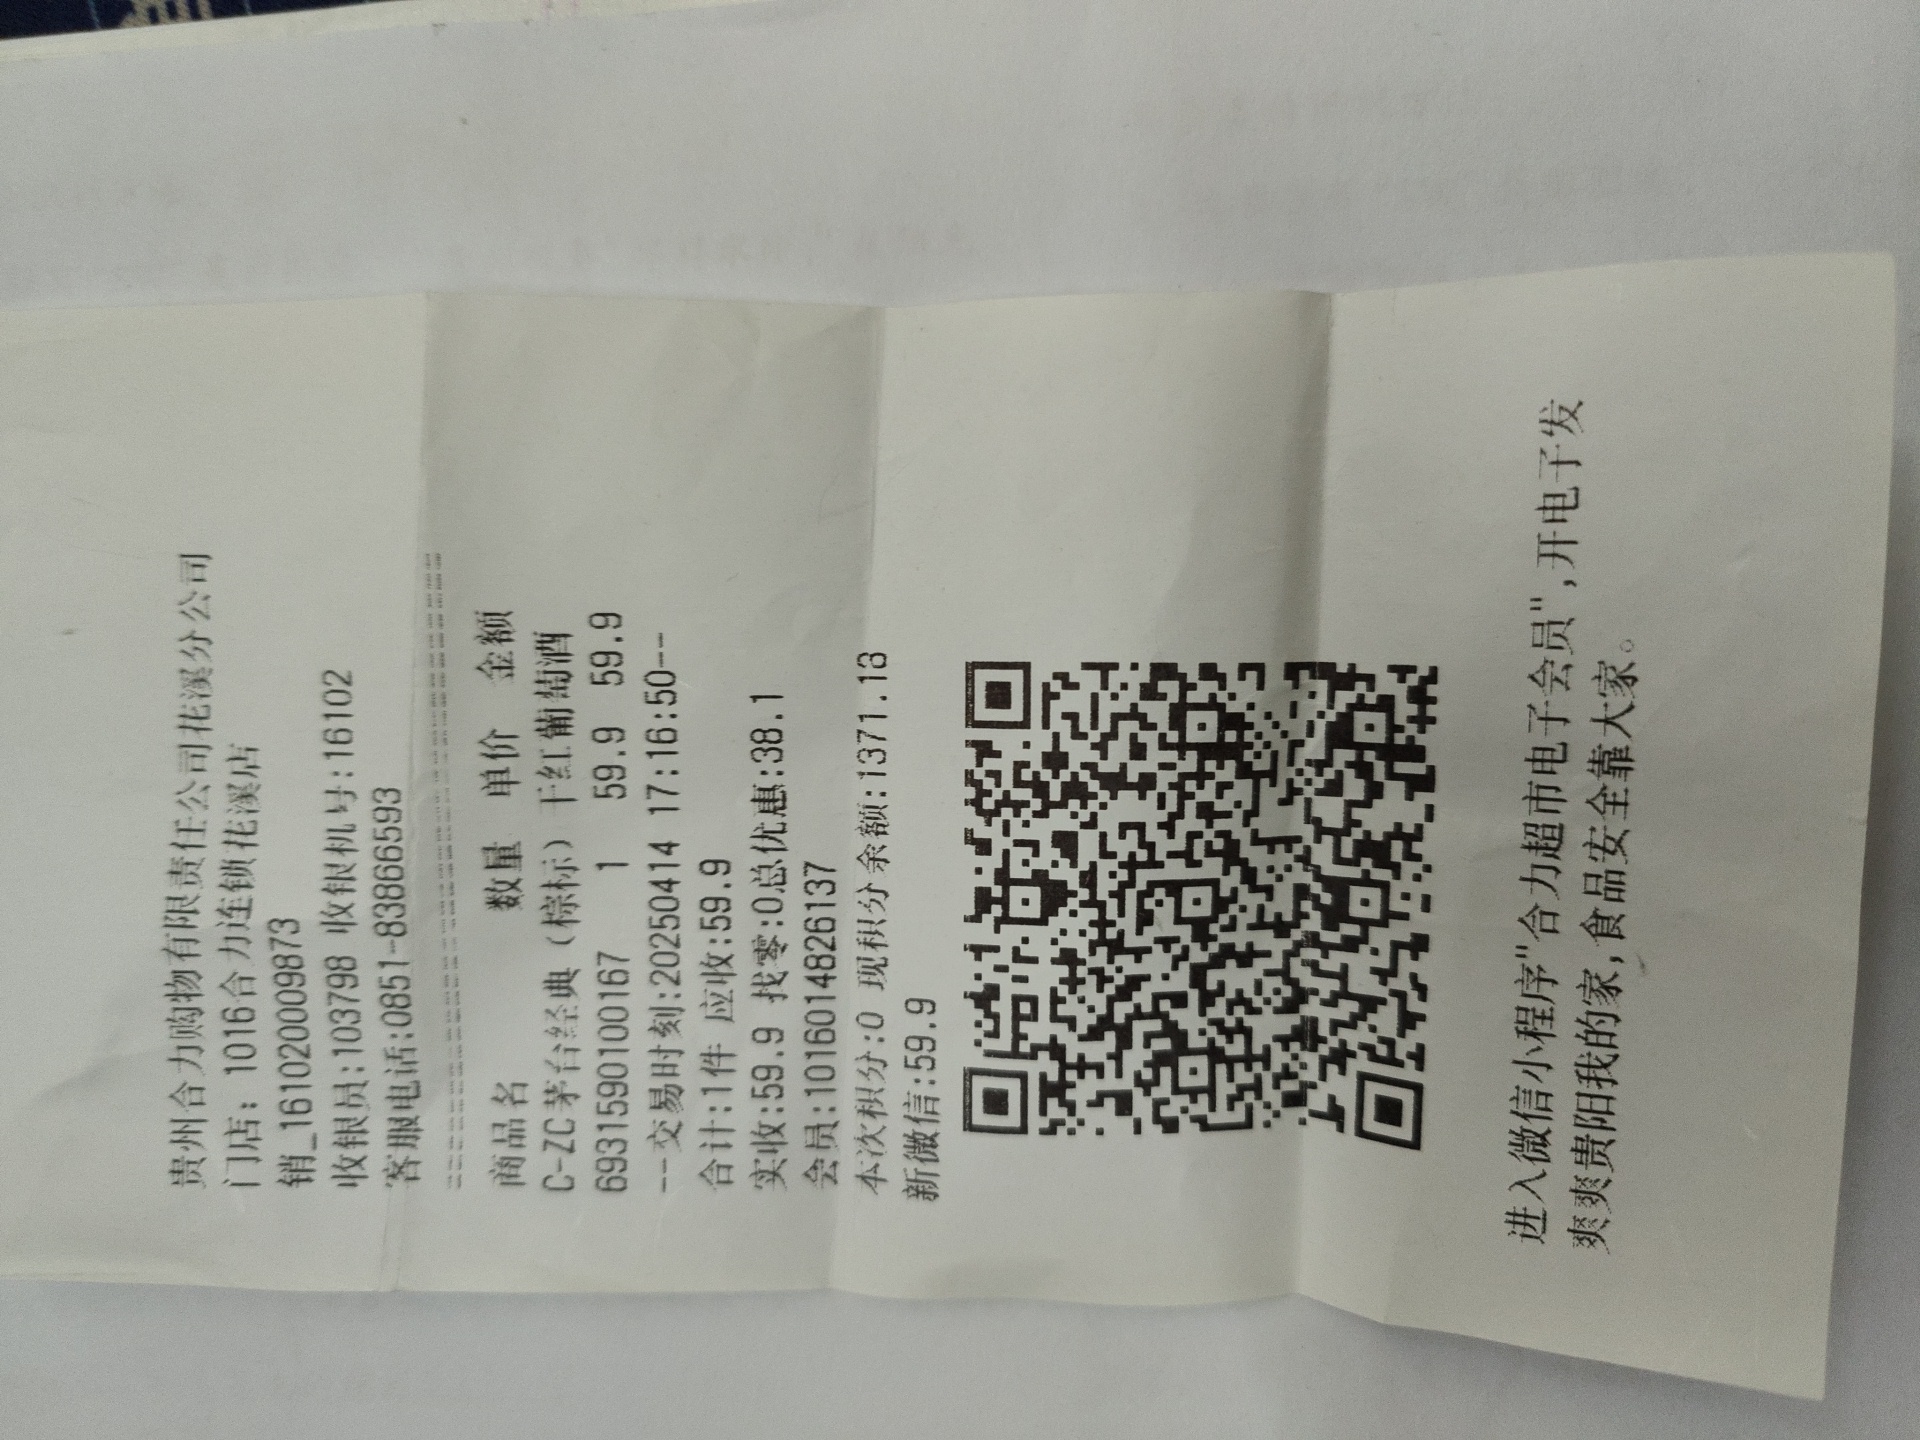 贵州合力购物有限责任公司花溪分公司
门店: 1016合力连锁花溪店
销_161020009873
收银员:103798 收银机号:16102
客服电话:0851-83866593
商品名 数量 单价 金额
C-ZC茅台经典（棕标）干红葡萄酒
6931590100167 1 59.9 59.9
--交易时刻:20250414 17:16:50--
合计:1件 应收:59.9
实收:59.9 找零:0总优惠:38.1
会员:1016014826137
本次积分:0 现积分余额:1371.18
新微信:59.9
进入微信小程序"合力超市电子会员",开电子发
爽爽贵阳我的家,食品安全靠大家。